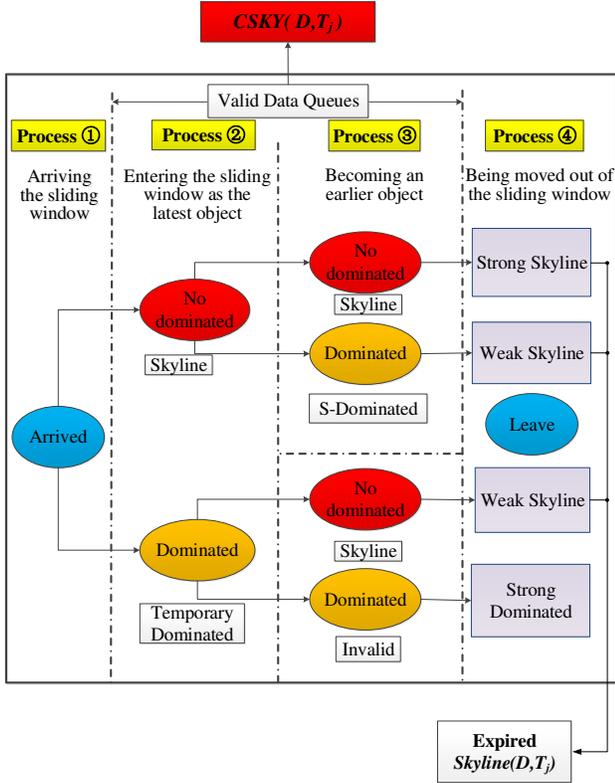 CSKY( D,Tj )
Valid Data Queues
Process ①
Process ②
Process ③
Process ④
Arriving
the sliding
window
Entering the sliding
window as the
latest object
Becoming an
earlier object
Being moved out of
the sliding window
No
dominated
Skyline
Strong Skyline
No
dominated
Skyline
Dominated
S-Dominated
Weak Skyline
Arrived
Leave
No
dominated
Skyline
Weak Skyline
Dominated
Temporary
Dominated
Dominated
Invalid
Strong
Dominated
Expired
Skyline(D,Tj)